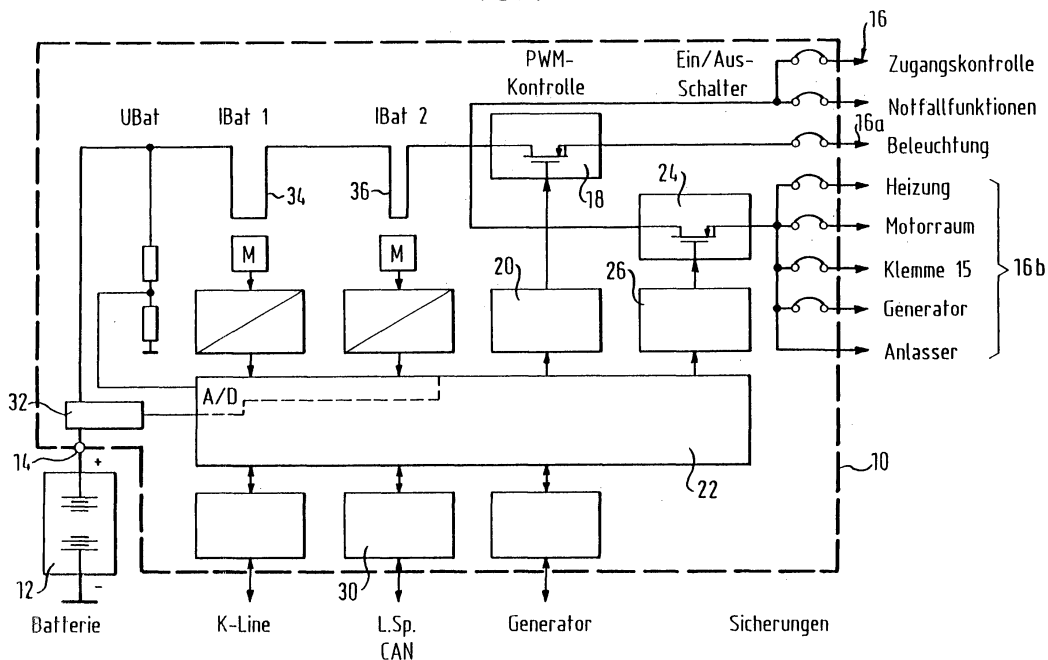 PWM-
Kontrolle
Ein/Aus-
Schalter
16
Zugangskontrolle
Notfallfunktionen
UBat
IBat 1
IBat 2
16a
Beleuchtung
34
36
18
24
Heizung
Motorraum
Klemme 15
Generator
Anlasser
16b
M
M
20
26
A/D
32
14
+
22
10
12
-
30
Batterie
K-Line
L.Sp.
CAN
Generator
Sicherungen